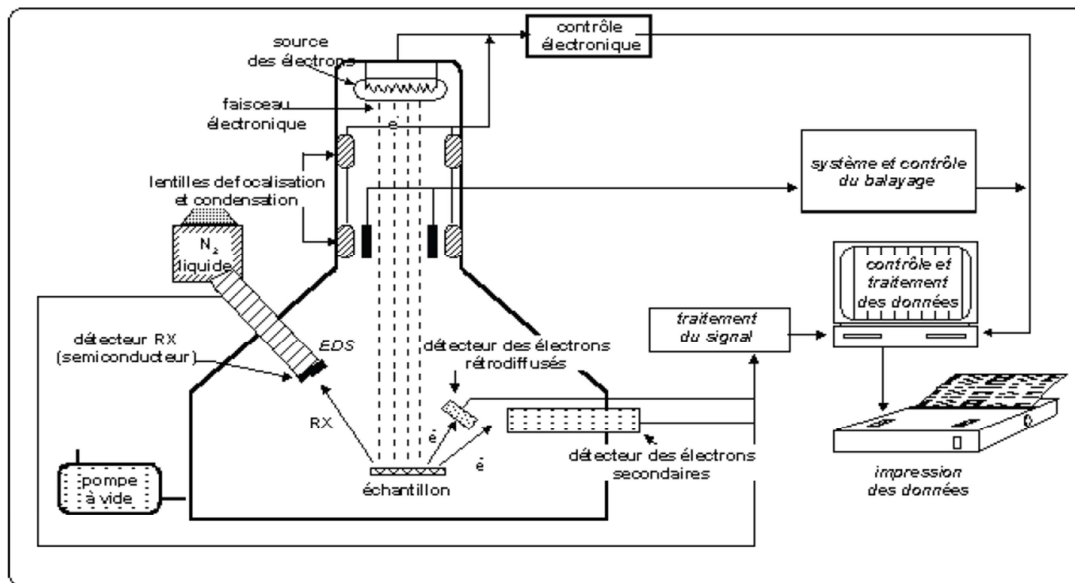 contrôle
électronique
source
des électrons
faisceau
électronique
e⁻
système et contrôle
du balayage
lentilles defocalisation
et condensation
N₂
liquide
contrôle et
traitement
des données
traitement
du signal
détecteur RX
(semiconducteur)
EDS
détecteur des électrons
rétrodiffusés
RX
é
é
détecteur des électrons
secondaires
pompe
à vide
échantillon
impression
des données